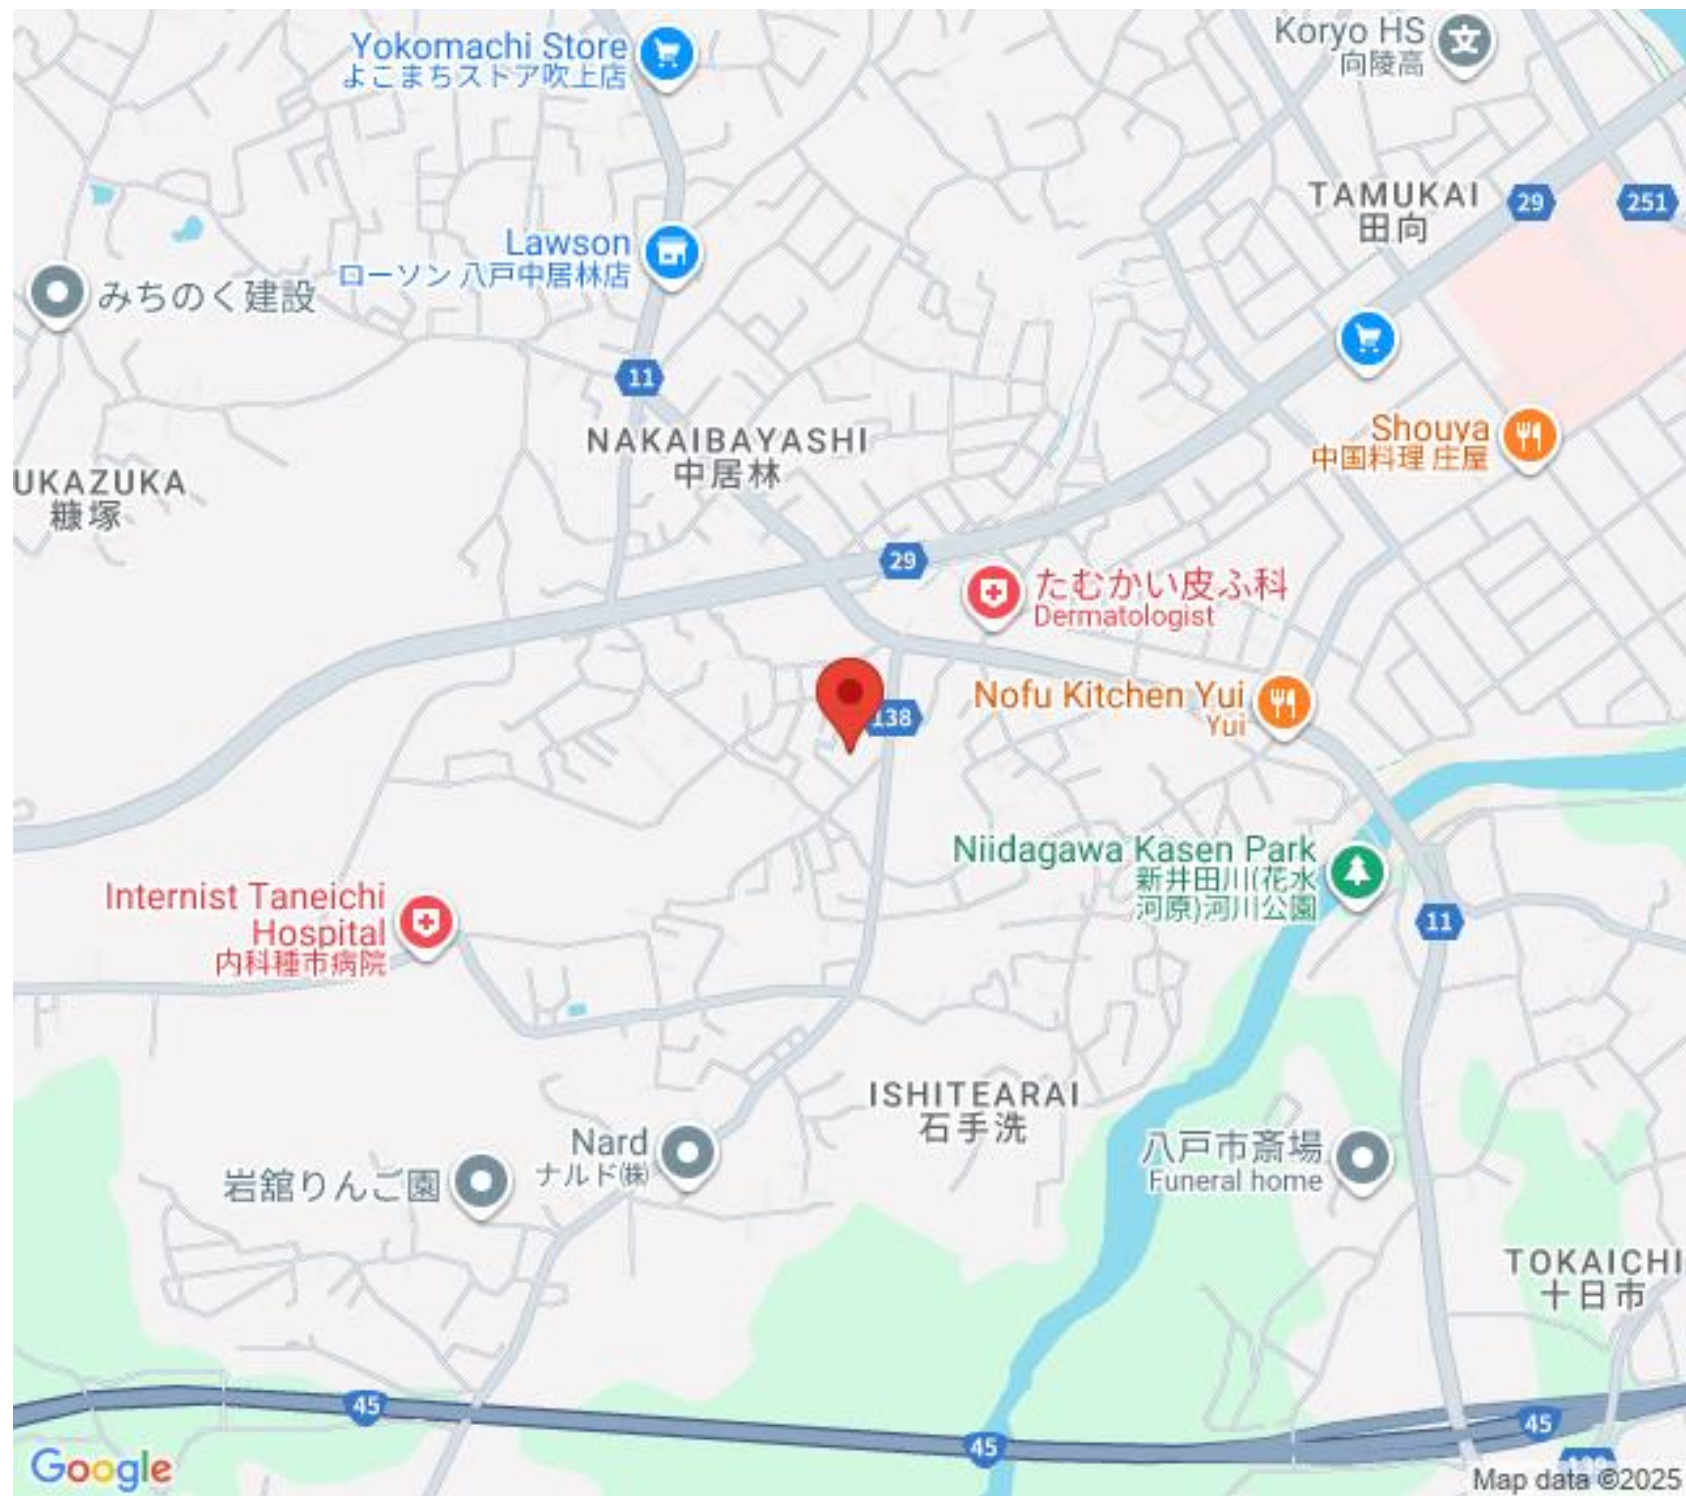 Yokomachi Store
よこまちストア吹上店
Koryo HS
向陵高
TAMUKAI
田向
29
251
Lawson
ローソン 八戸中居林店
みちのく建設
11
NAKAIBAYASHI
中居林
Shouya
中国料理 庄屋
UKAZUKA
糠塚
29
たむかい皮ふ科
Dermatologist
138
Nofu Kitchen Yui
Yui
Niidagawa Kasen Park
新井田川(花水
河原)河川公園
Internist Taneichi
Hospital
内科種市病院
11
ISHITEARAI
石手洗
Nard
ナルド㈱
岩舘りんご園
八戸市斎場
Funeral home
TOKAICHI
十日市
45
45
45
Google
Map data ©2025